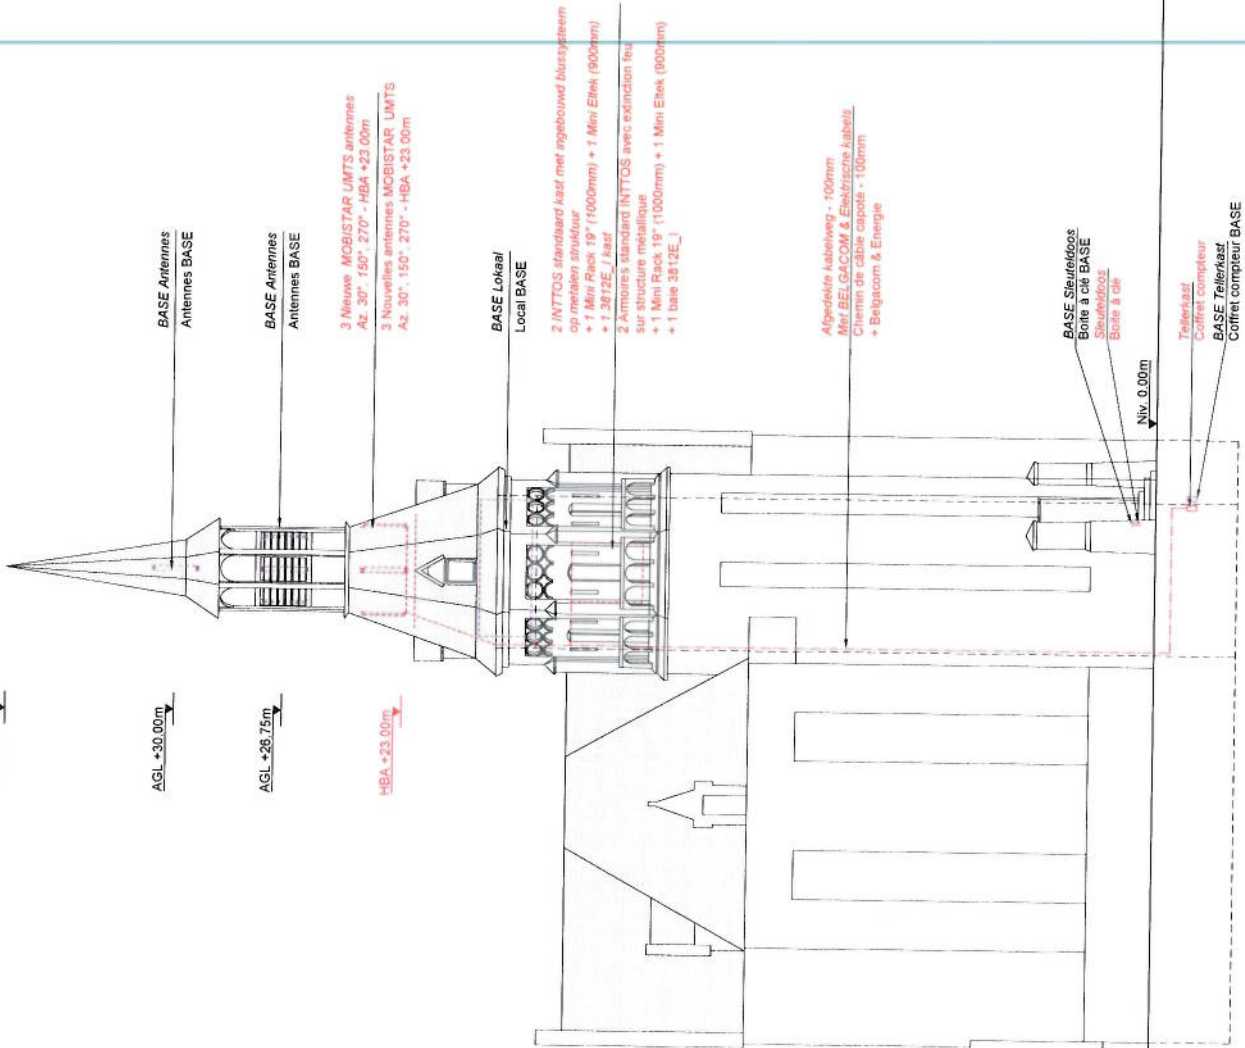 BASE Antennes
Antennes BASE
BASE Antennes
Antennes BASE
3 Nieuwe MOBISTAR UMTS antennes
Az. 30°, 150°, 270° - HBA +23.00m
3 Nouvelles antennes MOBISTAR UMTS
Az. 30°, 150°, 270° - HBA +23.00m
BASE Lokaal
Local BASE
2 INTTOS standaard kast met ingebouwd blussysteem
op metalen struktuur
+ 1 Mini Rack 19" (1000mm) + 1 Mini Eltek (900mm)
+ 1 3812E_I kast
2 Armoires standard INTTOS avec extinction feu
sur structure métallique
+ 1 Mini Rack 19" (1000mm) + 1 Mini Eltek (900mm)
+ 1 baie 3812E_I
Afgedekte kabelweg - 100mm
Met BELGACOM & Elektrische kabels
Chemin de câble capoté - 100mm
+ Belgacom & Energie
BASE Sleuteldoos
Boite à clé BASE
Sleuteldoos
Boite à clé
Tellerkast
Coffret compteur
BASE Tellerkast
Coffret compteur BASE
Niv. 0.00m
AGL +30.00m
AGL +26.75m
HBA +23.00m